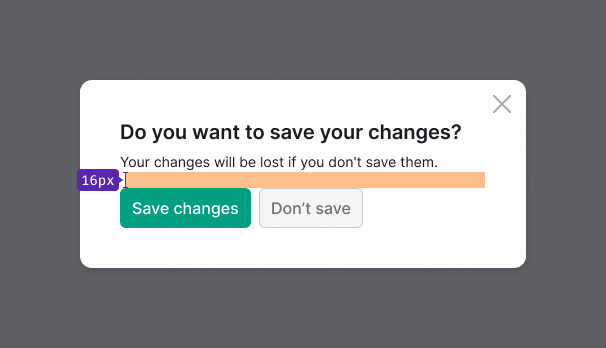 Do you want to save your changes?
Your changes will be lost if you don't save them.
16px
Save changes
Don’t save